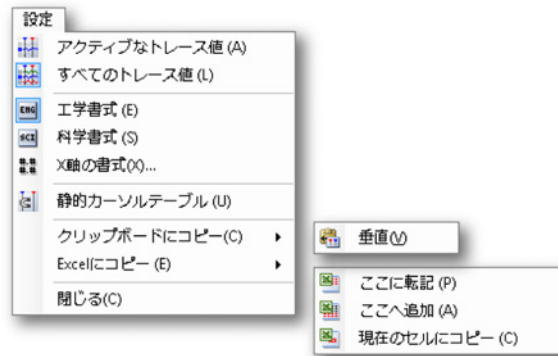 設定
アクティブなトレース値 (A)
すべてのトレース値 (L)
ENG 工学書式 (E)
SCI 科学書式 (S)
X軸の書式(X)...
静的カーソルテーブル (U)
クリップボードにコピー(C)
垂直(V)
Excelにコピー (E)
ここに転記 (P)
ここへ追加 (A)
現在のセルにコピー (C)
閉じる(C)